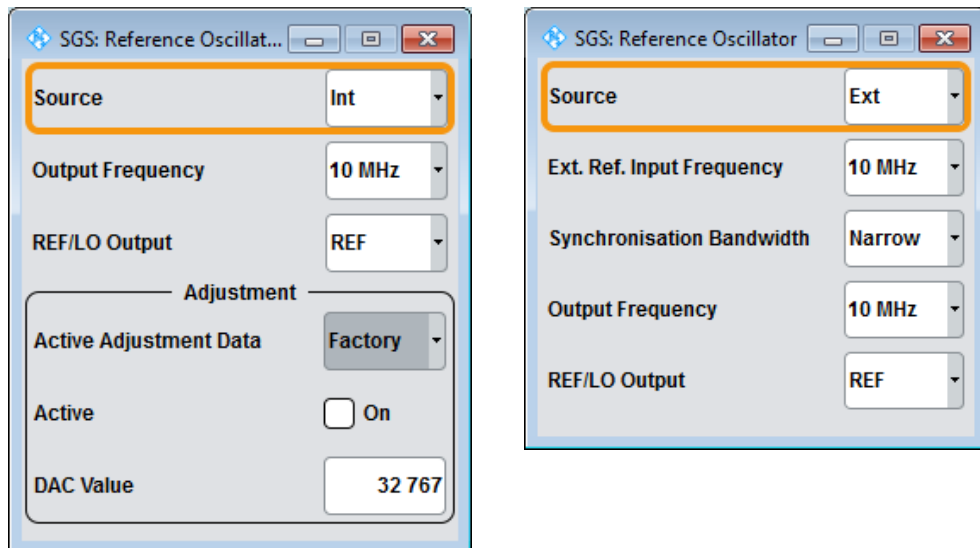 SGS: Reference Oscillat...
Source Int
Output Frequency 10 MHz
REF/LO Output REF
Adjustment
Active Adjustment Data Factory
Active On
DAC Value 32 767
SGS: Reference Oscillator
Source Ext
Ext. Ref. Input Frequency 10 MHz
Synchronisation Bandwidth Narrow
Output Frequency 10 MHz
REF/LO Output REF